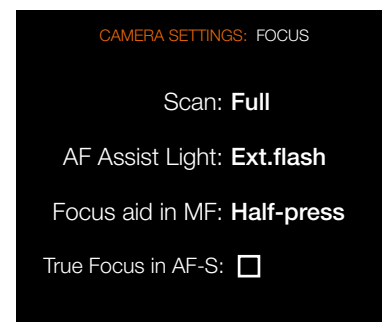 CAMERA SETTINGS: FOCUS
Scan: Full
AF Assist Light: Ext.flash
Focus aid in MF: Half-press
True Focus in AF-S: